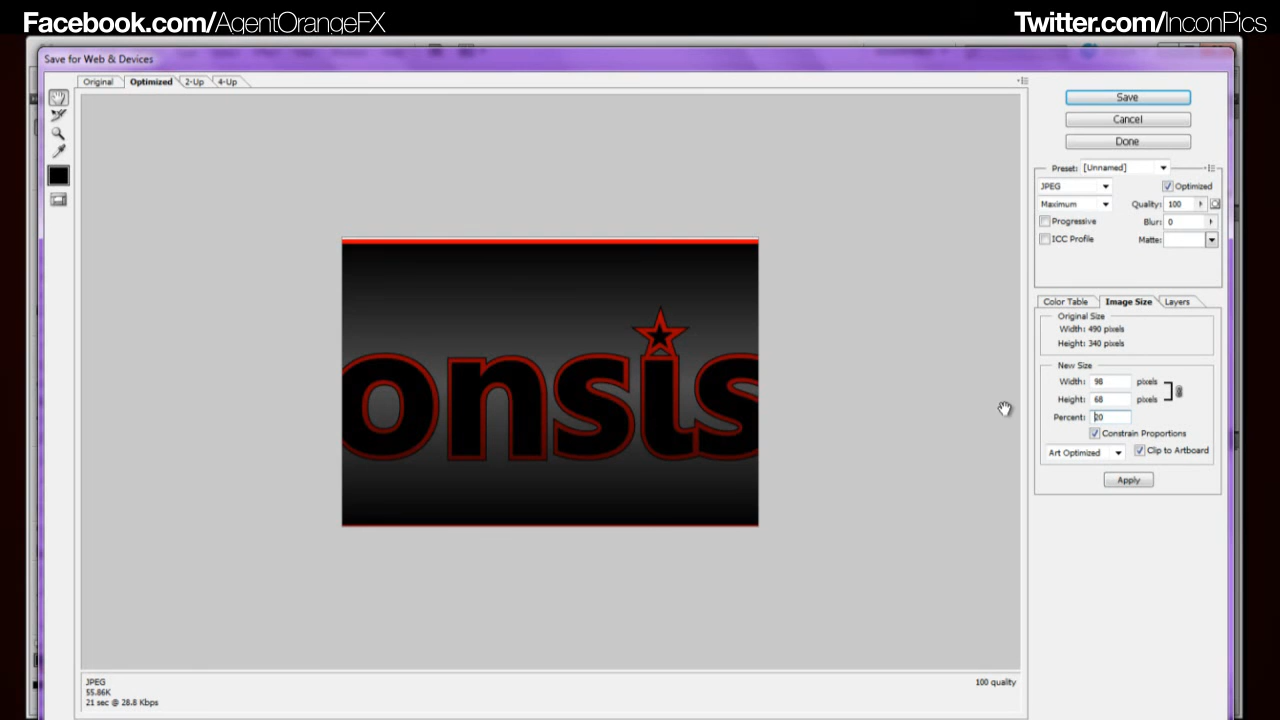 Facebook.com/AgentOrangeFX
Twitter.com/InconPics
Save for Web & Devices
Original
Optimized
2-Up
4-Up
Save
Cancel
Done
Preset: [Unnamed]
JPEG
Optimized
Maximum
Quality: 100
Progressive
Blur: 0
ICC Profile
Matte:
onsis
Color Table
Image Size
Layers
Original Size
Width: 490 pixels
Height: 340 pixels
New Size
Width: 98 pixels
Height: 68 pixels
Percent: 20
Constrain Proportions
Art Optimized
Clip to Artboard
Apply
JPEG
55.86K
21 sec @ 28.8 Kbps
100 quality